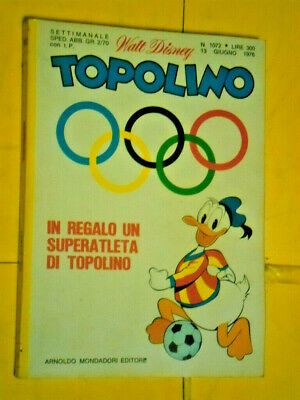 SETTIMANALE
SPED. ABB. GR. 2/70
con I.P.
Walt Disney
N. 1072 • LIRE 300
13 GIUGNO 1976
TOPOLINO
IN REGALO UN
SUPERATLETA
DI TOPOLINO
ARNOLDO MONDADORI EDITORE